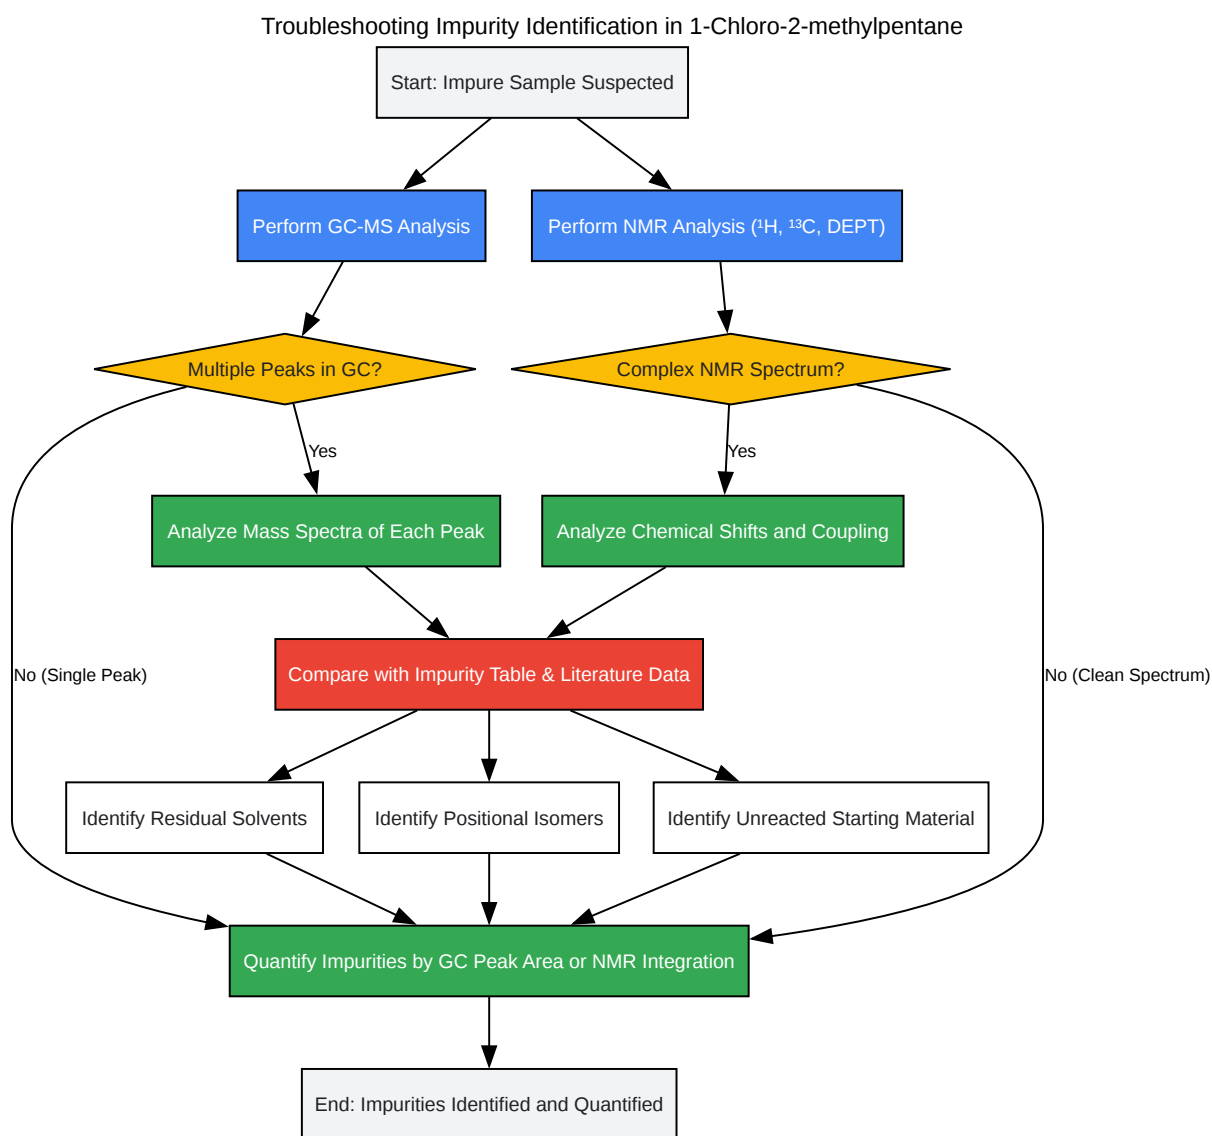 Troubleshooting Impurity Identification in 1-Chloro-2-methylpentane
Start: Impure Sample Suspected
Perform GC-MS Analysis
Perform NMR Analysis (¹H, ¹³C, DEPT)
Multiple Peaks in GC?
Complex NMR Spectrum?
Yes
Yes
Analyze Mass Spectra of Each Peak
Analyze Chemical Shifts and Coupling
No (Single Peak)
Compare with Impurity Table & Literature Data
No (Clean Spectrum)
Identify Residual Solvents
Identify Positional Isomers
Identify Unreacted Starting Material
Quantify Impurities by GC Peak Area or NMR Integration
End: Impurities Identified and Quantified